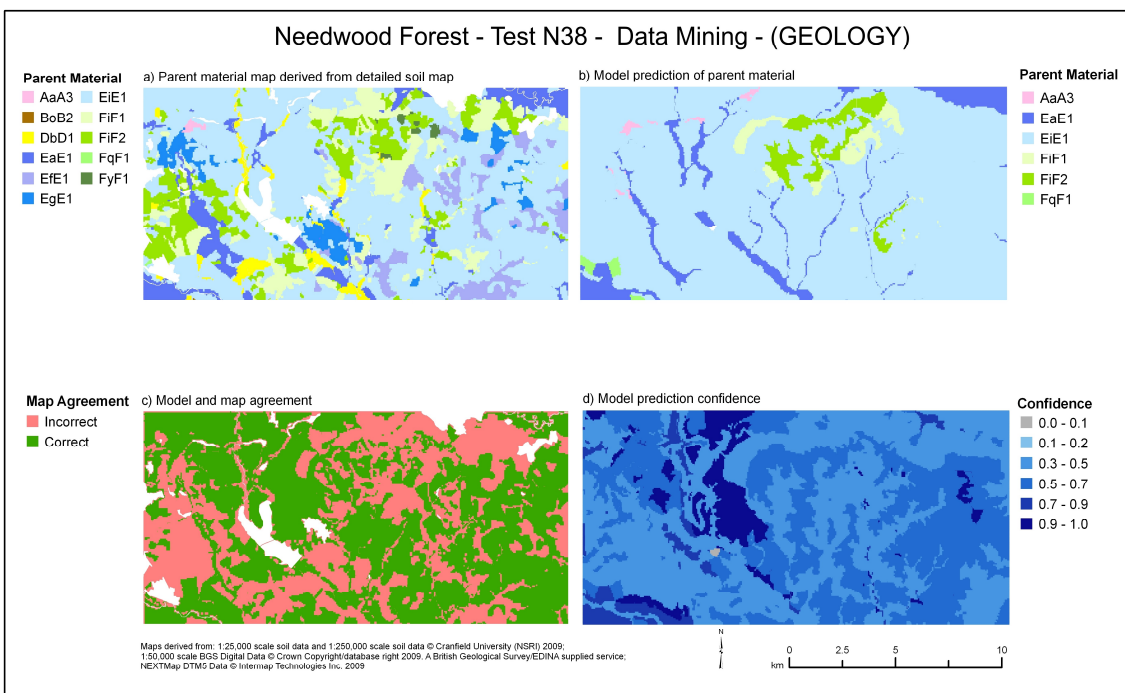 Needwood Forest - Test N38 - Data Mining - (GEOLOGY)
Parent Material
AaA3
BoB2
DbD1
EaE1
EfE1
EgE1
EiE1
FiF1
FiF2
FqF1
FyF1
a) Parent material map derived from detailed soil map
b) Model prediction of parent material
Parent Material
AaA3
EaE1
EiE1
FiF1
FiF2
FqF1
Map Agreement
Incorrect
Correct
c) Model and map agreement
d) Model prediction confidence
Confidence
0.0 - 0.1
0.1 - 0.2
0.3 - 0.5
0.5 - 0.7
0.7 - 0.9
0.9 - 1.0
Maps derived from: 1:25,000 scale soil data and 1:250,000 scale soil data © Cranfield University (NSRI) 2009;
1:50,000 scale BGS Digital Data © Crown Copyright/database right 2009. A British Geological Survey/EDINA supplied service;
NEXTMap DTM5 Data © Intermap Technologies Inc. 2009
N
km
0 2.5 5 10